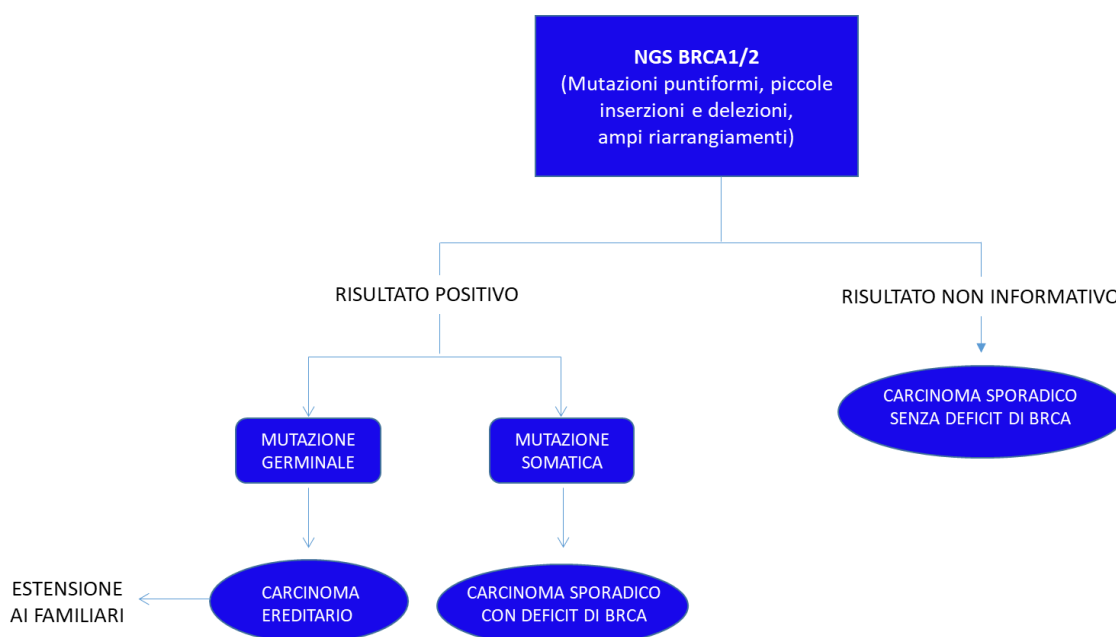 NGS BRCA1/2
(Mutazioni puntiformi, piccole
inserzioni e delezioni,
ampi riarrangiamenti)
RISULTATO POSITIVO
RISULTATO NON INFORMATIVO
CARCINOMA SPORADICO
SENZA DEFICIT DI BRCA
MUTAZIONE
GERMINALE
MUTAZIONE
SOMATICA
ESTENSIONE
AI FAMILIARI
CARCINOMA
EREDITARIO
CARCINOMA SPORADICO
CON DEFICIT DI BRCA